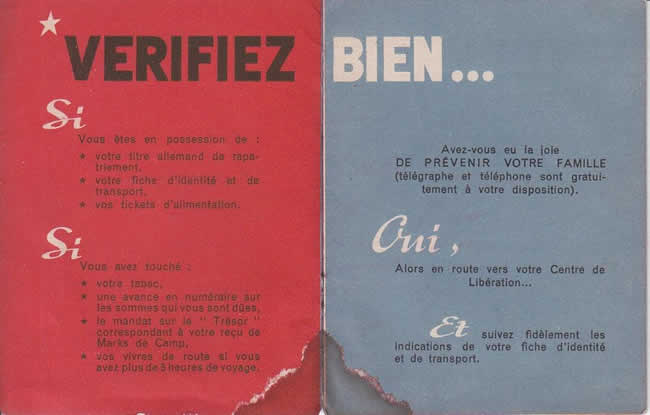 VERIFIEZ BIEN...
Si
Vous êtes en possession de :
★ votre titre allemand de rapa-
triement,
★ votre fiche d'identité et de
transport,
★ vos tickets d'alimentation.
Si
Vous avez touché :
★ votre tabac,
★ une avance en numéraire sur
les sommes qui vous sont dûes,
★ le mandat sur le " Trésor "
correspondant à votre reçu de
Marks de Camp,
★ vos vivres de route si vous
avez plus de 5 heures de voyage.
Avez-vous eu la joie
DE PRÉVENIR VOTRE FAMILLE
(télégraphe et téléphone sont gratui-
tement à votre disposition).
Oui,
Alors en route vers votre Centre de
Libération...
Et suivez fidèlement les
indications de votre fiche d'identité
et de transport.